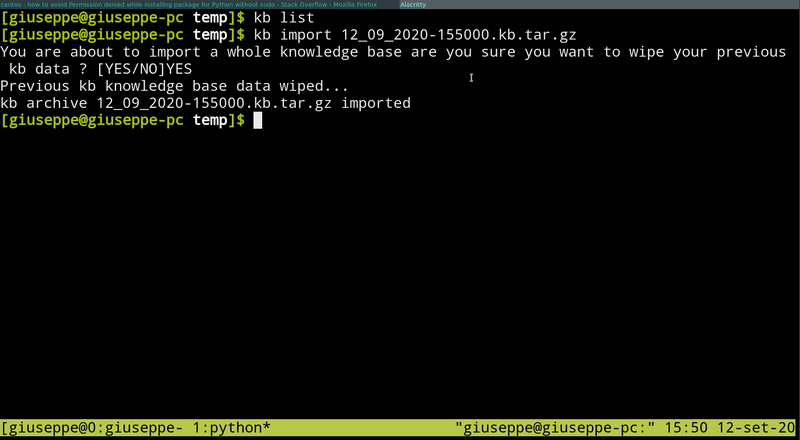 centos - how to avoid Permission denied while installing package for Python without sudo - Stack Overflow - Mozilla Firefox
Alacritty
[giuseppe@giuseppe-pc temp]$ kb list
[giuseppe@giuseppe-pc temp]$ kb import 12_09_2020-155000.kb.tar.gz
You are about to import a whole knowledge base are you sure you want to wipe your previous
 kb data ? [YES/NO]YES
Previous kb knowledge base data wiped...
kb archive 12_09_2020-155000.kb.tar.gz imported
[giuseppe@giuseppe-pc temp]$
[giuseppe@0:giuseppe- 1:python* "giuseppe@giuseppe-pc:" 15:50 12-set-20